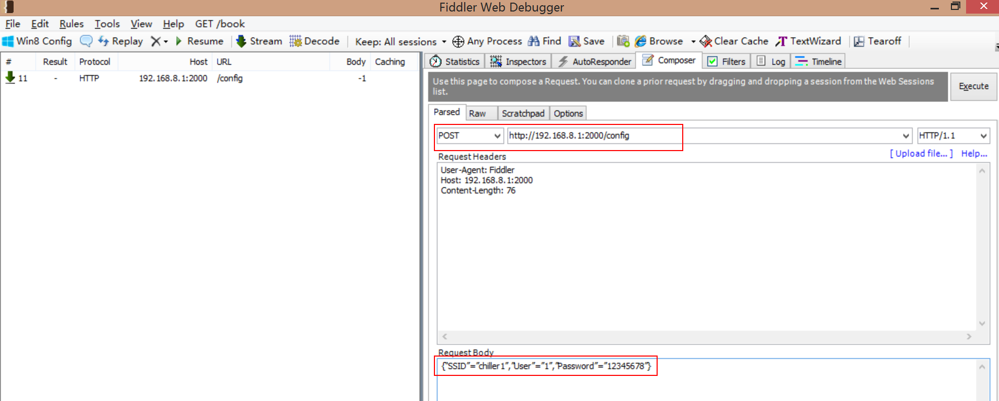 Fiddler Web Debugger
File Edit Rules Tools View Help GET /book
Win8 Config Replay Resume Stream Decode Keep: All sessions Any Process Find Save Browse Clear Cache TextWizard Tearoff
# Result Protocol Host URL Body Caching
11 - HTTP 192.168.8.1:2000 /config -1
Statistics Inspectors AutoResponder Composer Filters Log Timeline
Use this page to compose a Request. You can clone a prior request by dragging and dropping a session from the Web Sessions
list.
Execute
Parsed Raw Scratchpad Options
POST http://192.168.8.1:2000/config HTTP/1.1
Request Headers [ Upload file... ] Help...
User-Agent: Fiddler
Host: 192.168.8.1:2000
Content-Length: 76
Request Body
{“SSID”=”chiller1”,”User”=”1”,”Password”=”12345678”}